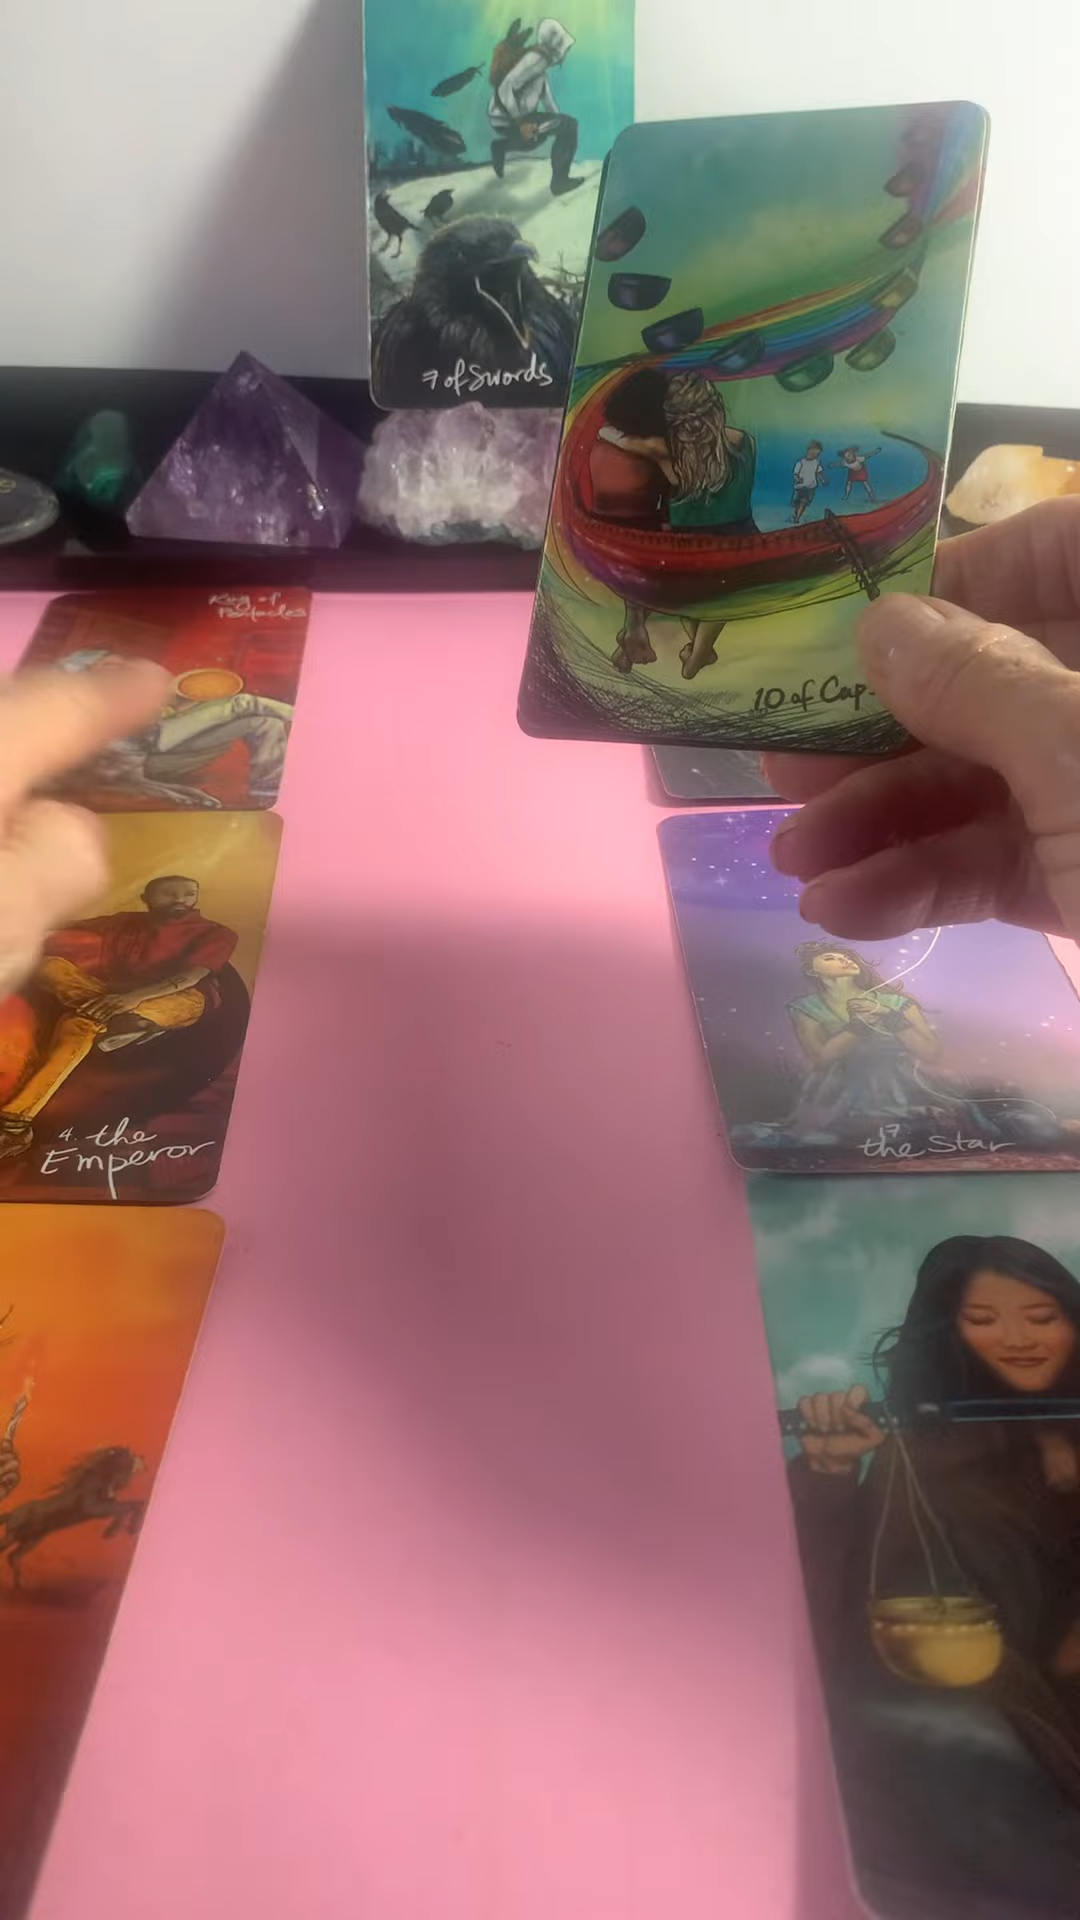 7 of Swords
10 of Cup
King of
Pentacles
4. the
Emperor
17
the Star